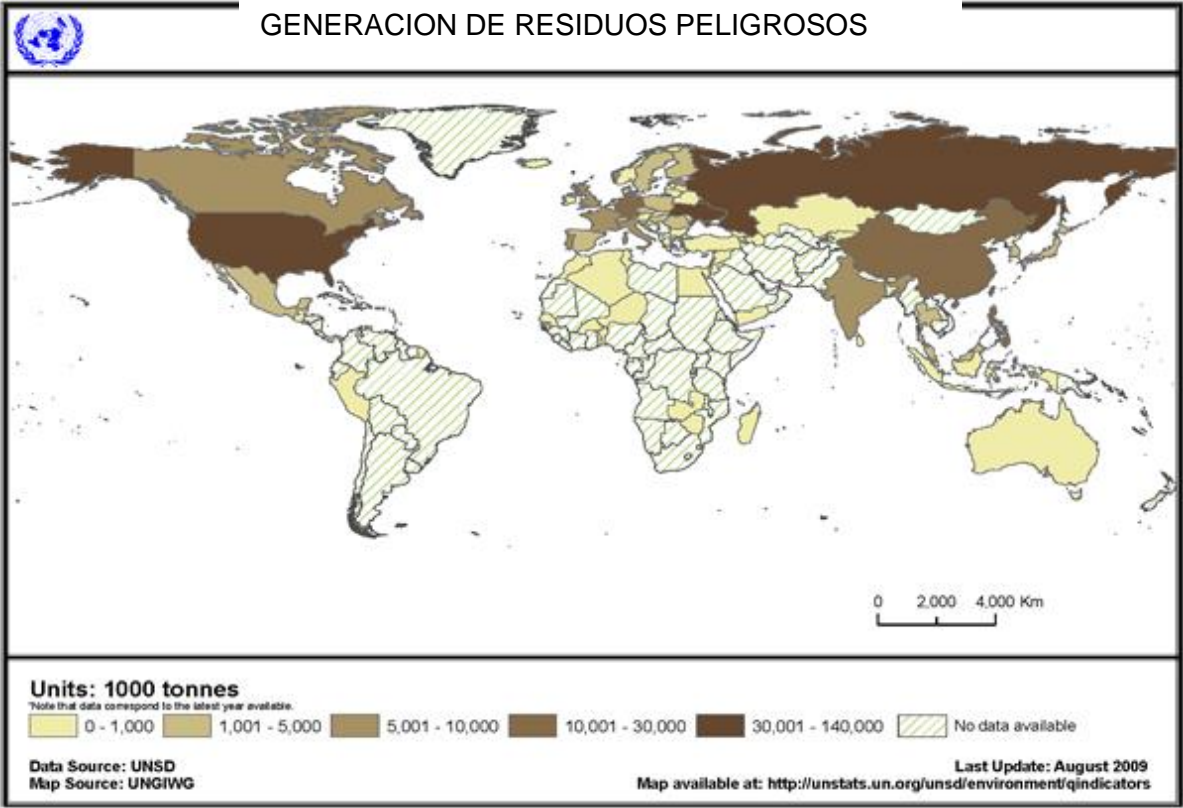 GENERACION DE RESIDUOS PELIGROSOS
0 2,000 4,000 Km
Units: 1000 tonnes
*Note that data correspond to the latest year available.
0 - 1,000 1,001 - 5,000 5,001 - 10,000 10,001 - 30,000 30,001 - 140,000 No data available
Data Source: UNSD Last Update: August 2009
Map Source: UNGIWG Map available at: http://unstats.un.org/unsd/environment/qindicators